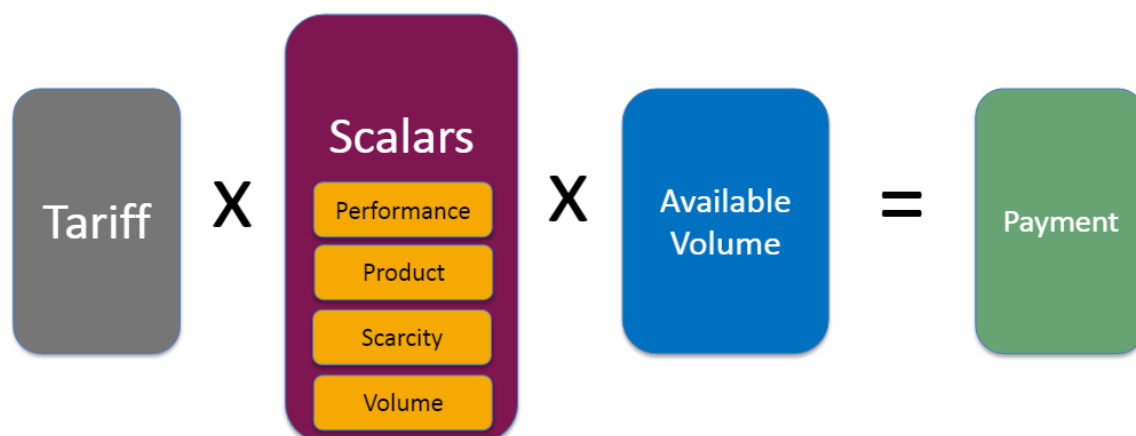 Tariff
X
Scalars
Performance
Product
Scarcity
Volume
X
Available
Volume
=
Payment